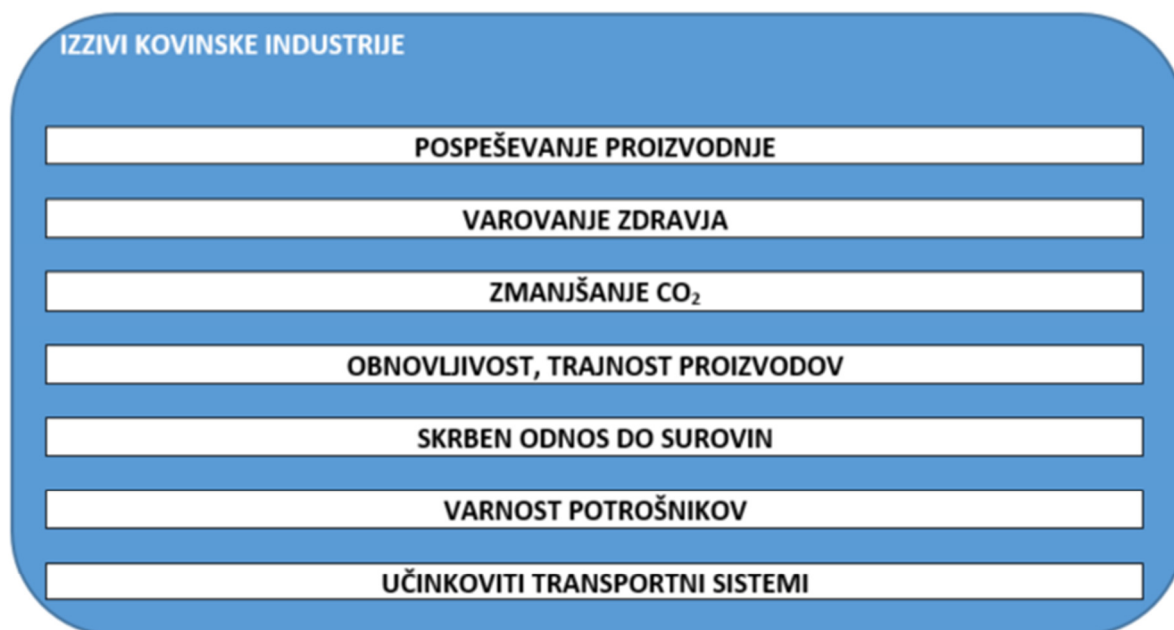 IZZIVI KOVINSKE INDUSTRIJE
POSPEŠEVANJE PROIZVODNJE
VAROVANJE ZDRAVJA
ZMANJŠANJE CO₂
OBNOVLJIVOST, TRAJNOST PROIZVODOV
SKRBEN ODNOS DO SUROVIN
VARNOST POTROŠNIKOV
UČINKOVITI TRANSPORTNI SISTEMI